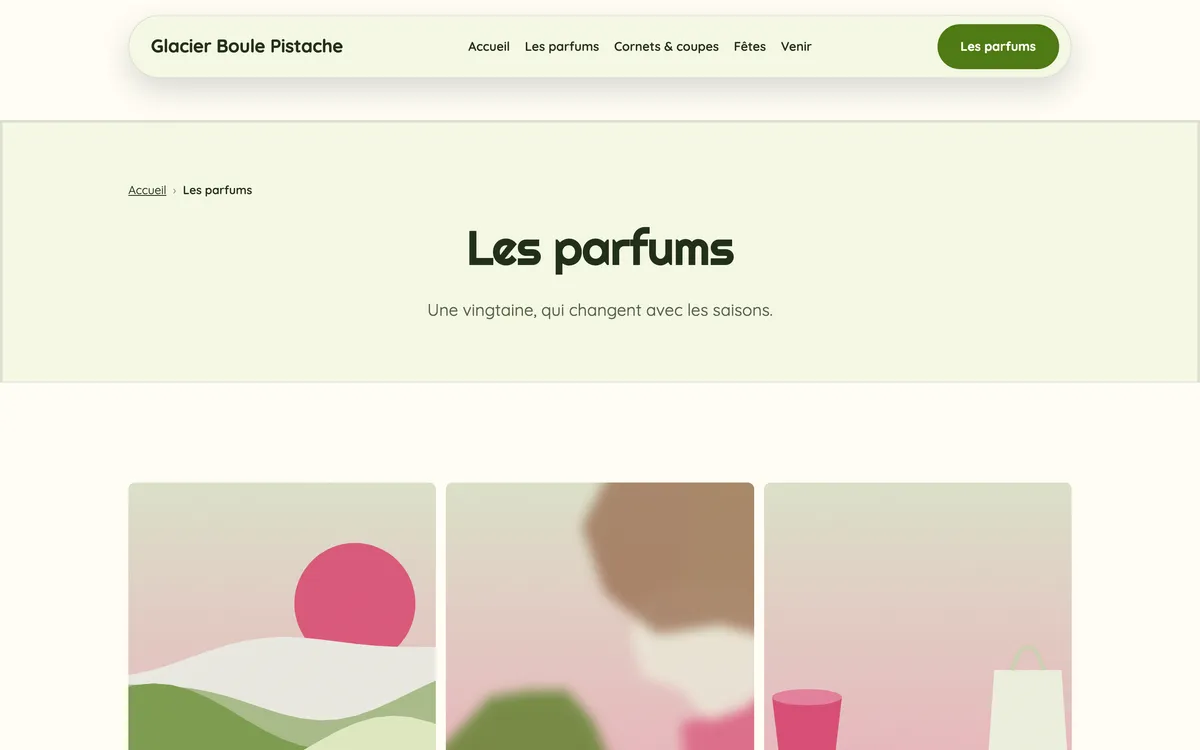 Glacier Boule Pistache
Accueil Les parfums Cornets & coupes Fêtes Venir
Les parfums
Accueil › Les parfums
Les parfums
Une vingtaine, qui changent avec les saisons.